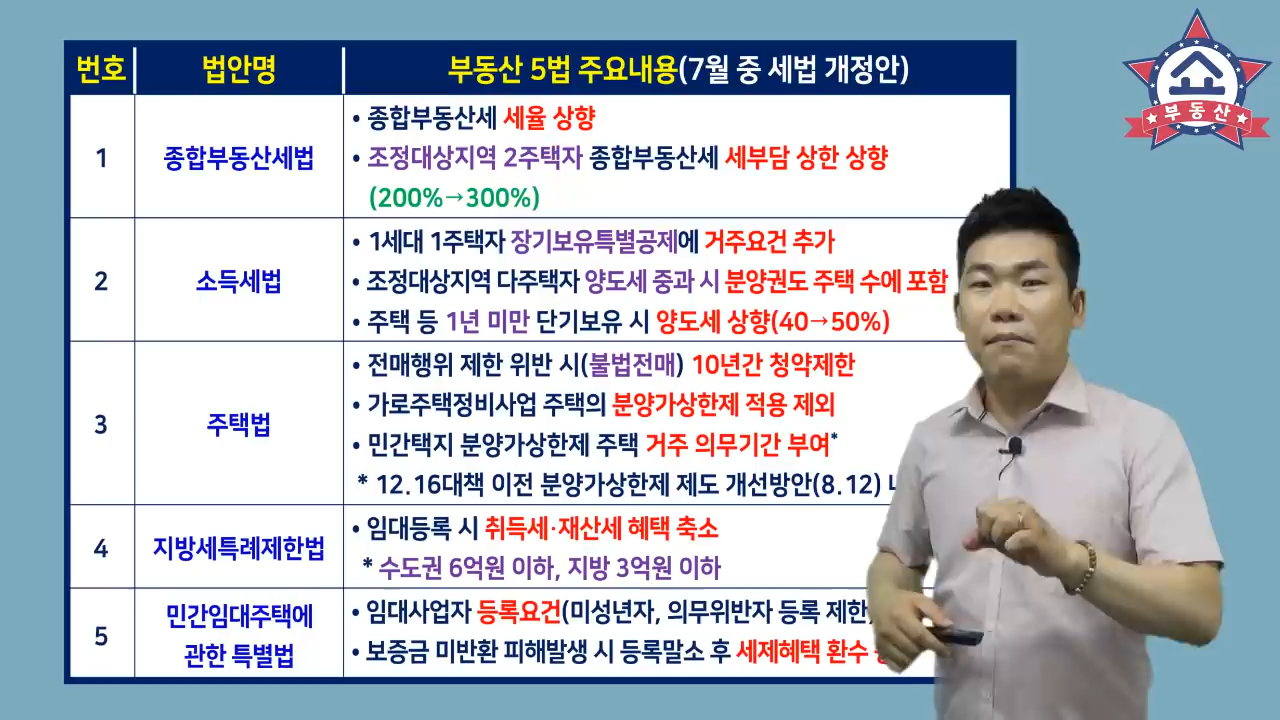 번호 법안명 부동산 5법 주요내용(7월 중 세법 개정안)
1 종합부동산세법
• 종합부동산세 세율 상향
• 조정대상지역 2주택자 종합부동산세 세부담 상한 상향
(200%→300%)
2 소득세법
• 1세대 1주택자 장기보유특별공제에 거주요건 추가
• 조정대상지역 다주택자 양도세 중과 시 분양권도 주택 수에 포함
• 주택 등 1년 미만 단기보유 시 양도세 상향(40→50%)
3 주택법
• 전매행위 제한 위반 시(불법전매) 10년간 청약제한
• 가로주택정비사업 주택의 분양가상한제 적용 제외
• 민간택지 분양가상한제 주택 거주 의무기간 부여*
* 12.16대책 이전 분양가상한제 제도 개선방안(8.12)
4 지방세특례제한법
• 임대등록 시 취득세·재산세 혜택 축소
* 수도권 6억원 이하, 지방 3억원 이하
5 민간임대주택에
관한 특별법
• 임대사업자 등록요건(미성년자, 의무위반자 등록 제한)
• 보증금 미반환 피해발생 시 등록말소 후 세제혜택 환수
부동산